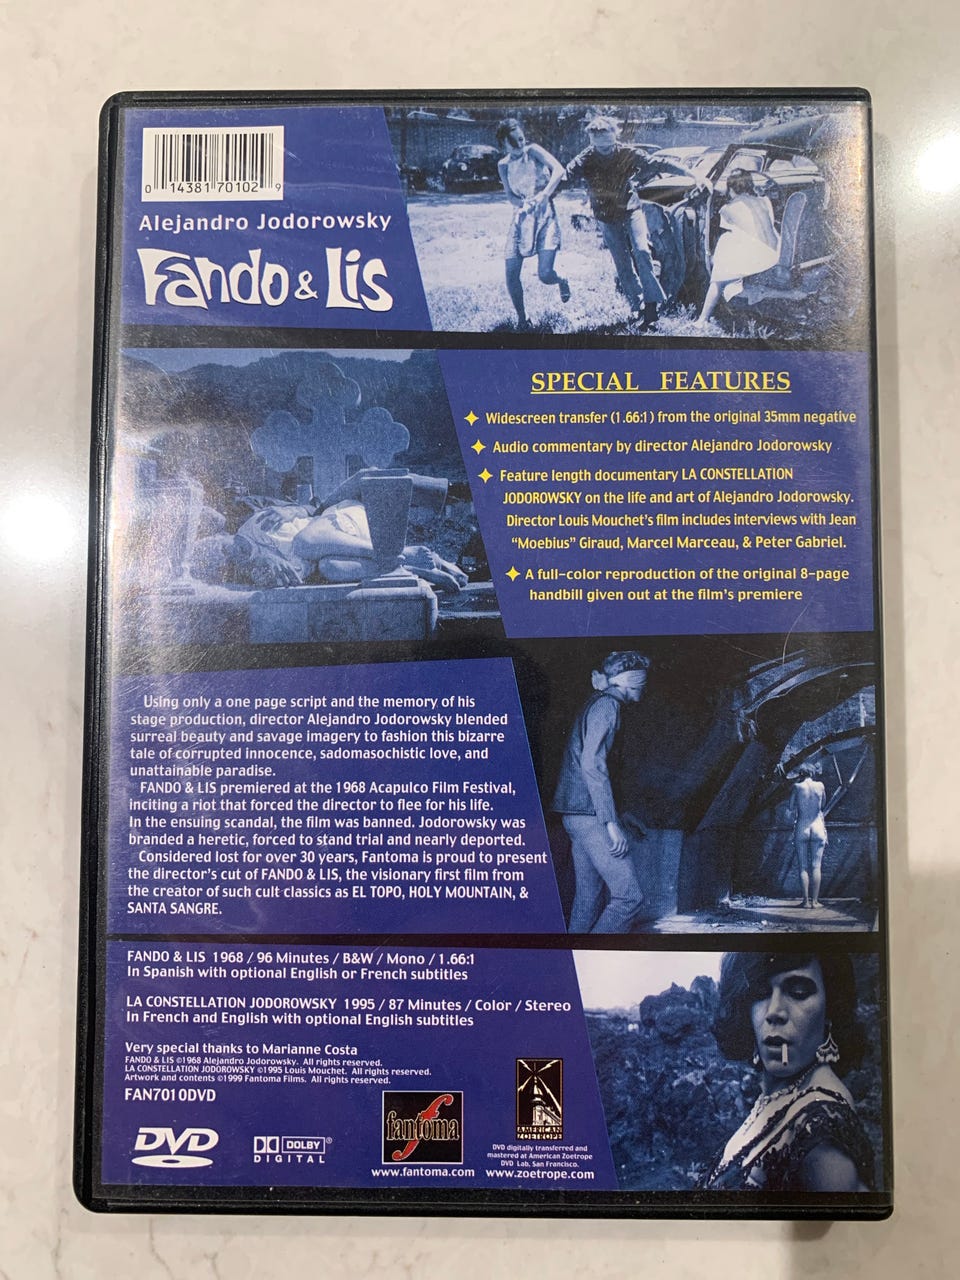 0 14381 70102 9
Alejandro Jodorowsky
Fando & Lis
SPECIAL FEATURES
Widescreen transfer (1.66:1) from the original 35mm negative
Audio commentary by director Alejandro Jodorowsky
Feature length documentary LA CONSTELLATION
JODOROWSKY on the life and art of Alejandro Jodorowsky.
Director Louis Mouchet's film includes interviews with Jean
"Moebius" Giraud, Marcel Marceau, & Peter Gabriel.
A full-color reproduction of the original 8-page
handbill given out at the film's premiere
Using only a one page script and the memory of his
stage production, director Alejandro Jodorowsky blended
surreal beauty and savage imagery to fashion this bizarre
tale of corrupted innocence, sadomasochistic love, and
unattainable paradise.
FANDO & LIS premiered at the 1968 Acapulco Film Festival,
inciting a riot that forced the director to flee for his life.
In the ensuing scandal, the film was banned. Jodorowsky was
branded a heretic, forced to stand trial and nearly deported.
Considered lost for over 30 years, Fantoma is proud to present
the director's cut of FANDO & LIS, the visionary first film from
the creator of such cult classics as EL TOPO, HOLY MOUNTAIN, &
SANTA SANGRE.
FANDO & LIS 1968 / 96 Minutes / B&W / Mono / 1.66:1
In Spanish with optional English or French subtitles
LA CONSTELLATION JODOROWSKY 1995 / 87 Minutes / Color / Stereo
In French and English with optional English subtitles
Very special thanks to Marianne Costa
FANDO & LIS ©1968 Alejandro Jodorowsky. All rights reserved.
LA CONSTELLATION JODOROWSKY ©1995 Louis Mouchet. All rights reserved.
Artwork and contents ©1999 Fantoma Films. All rights reserved.
FAN7010DVD
DVD
DOLBY®
DIGITAL
fantoma
www.fantoma.com
AMERICAN
ZOETROPE
DVD digitally transferred and
mastered at American Zoetrope
DVD Lab, San Francisco.
www.zoetrope.com